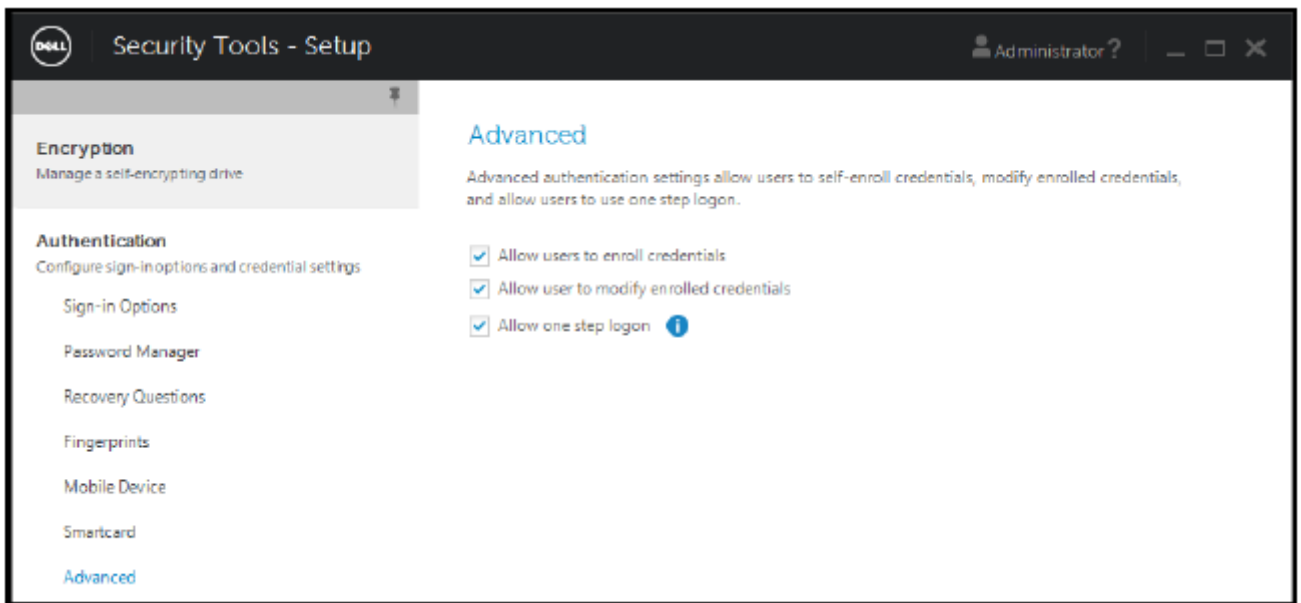 DELL
Security Tools - Setup
Administrator ?
Encryption
Manage a self-encrypting drive
Authentication
Configure sign-in options and credential settings
Sign-in Options
Password Manager
Recovery Questions
Fingerprints
Mobile Device
Smartcard
Advanced
Advanced
Advanced authentication settings allow users to self-enroll credentials, modify enrolled credentials,
and allow users to use one step logon.
Allow users to enroll credentials
Allow user to modify enrolled credentials
Allow one step logon i